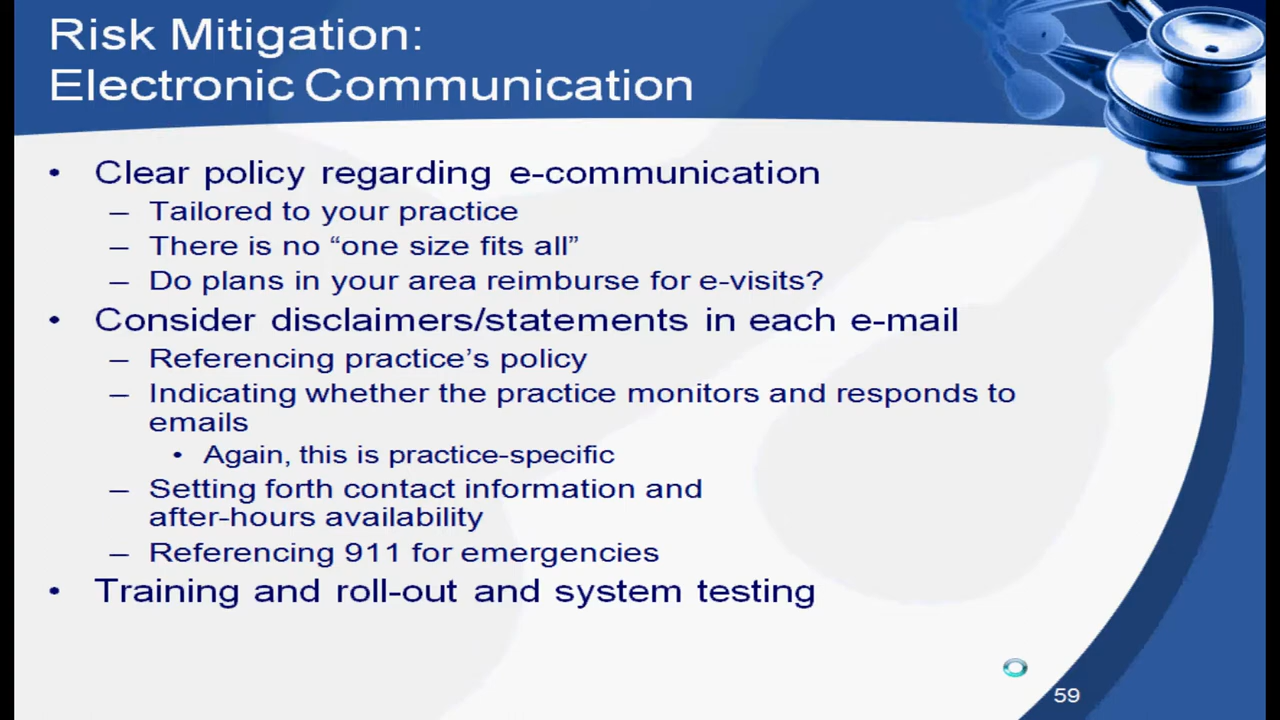 Risk Mitigation:
Electronic Communication
• Clear policy regarding e-communication
– Tailored to your practice
– There is no “one size fits all”
– Do plans in your area reimburse for e-visits?
• Consider disclaimers/statements in each e-mail
– Referencing practice’s policy
– Indicating whether the practice monitors and responds to
emails
• Again, this is practice-specific
– Setting forth contact information and
after-hours availability
– Referencing 911 for emergencies
• Training and roll-out and system testing
59